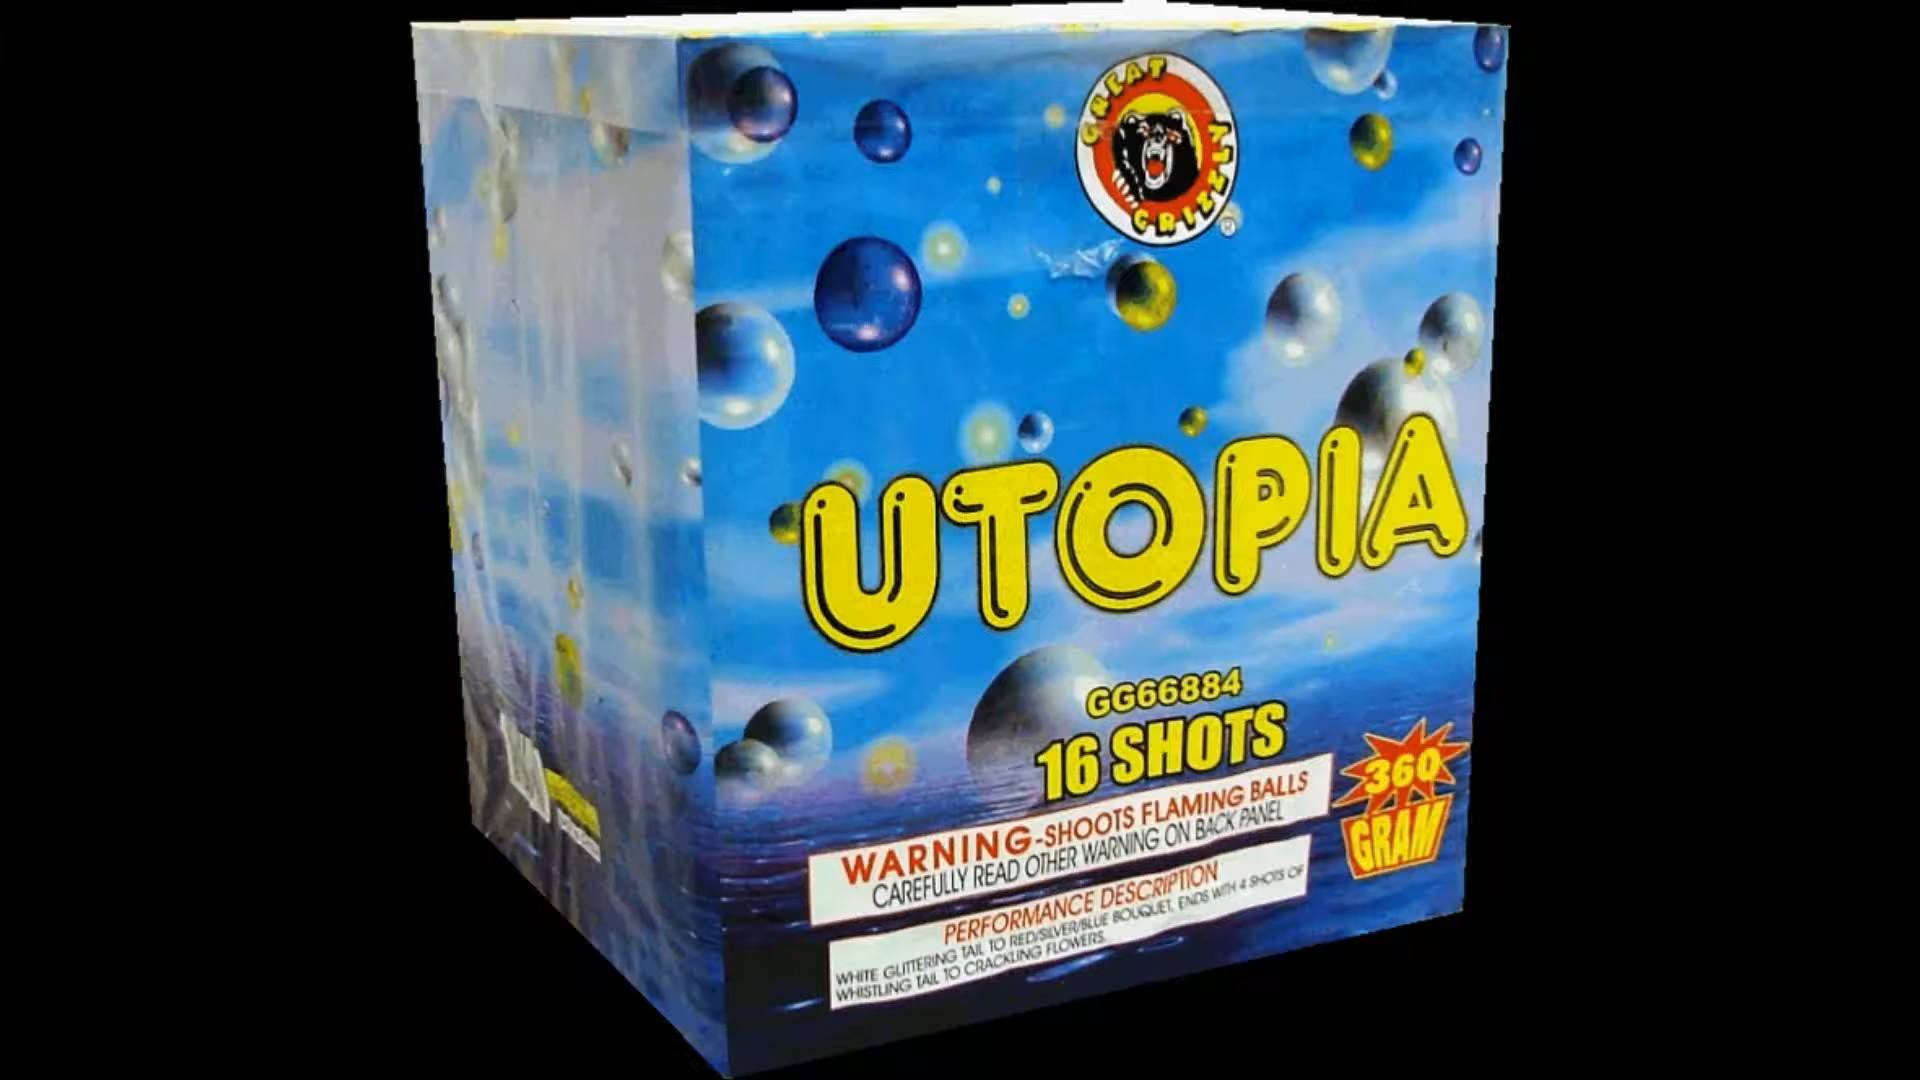 GREAT
GRIZZLY
®
UTOPIA
GG66884
16 SHOTS
360
GRAM
WARNING-SHOOTS FLAMING BALLS
CAREFULLY READ OTHER WARNING ON BACK PANEL
PERFORMANCE DESCRIPTION
WHITE GLITTERING TAIL TO RED/SILVER/BLUE BOUQUET, ENDS WITH 4 SHOTS OF
WHISTLING TAIL TO CRACKLING FLOWERS.